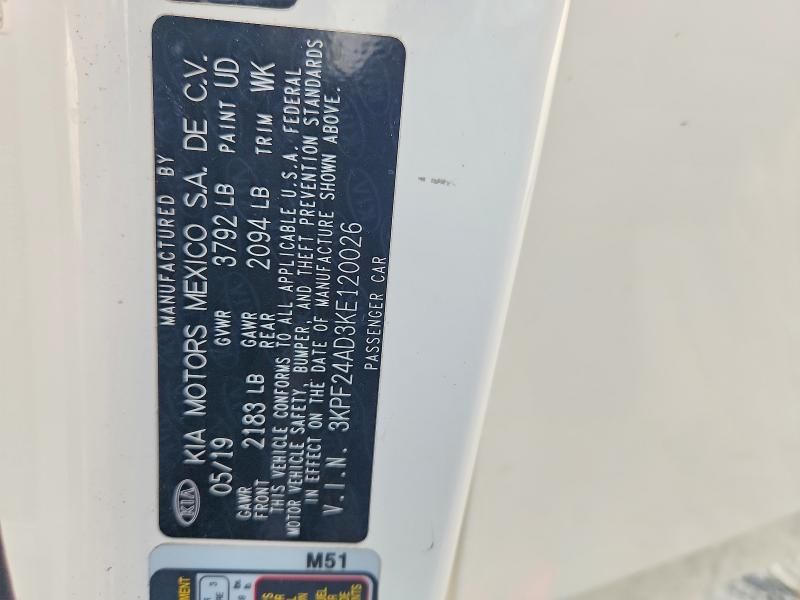 MANUFACTURED BY
KIA KIA MOTORS MEXICO S.A. DE C.V.
05/19 GVWR 3792 LB PAINT UD
GAWR FRONT 2183 LB GAWR REAR 2094 LB TRIM WK
THIS VEHICLE CONFORMS TO ALL APPLICABLE U.S.A. FEDERAL
MOTOR VEHICLE SAFETY, BUMPER, AND THEFT PREVENTION STANDARDS
IN EFFECT ON THE DATE OF MANUFACTURE SHOWN ABOVE.
V.I.N. 3KPF24AD3KE120026
PASSENGER CAR
M51